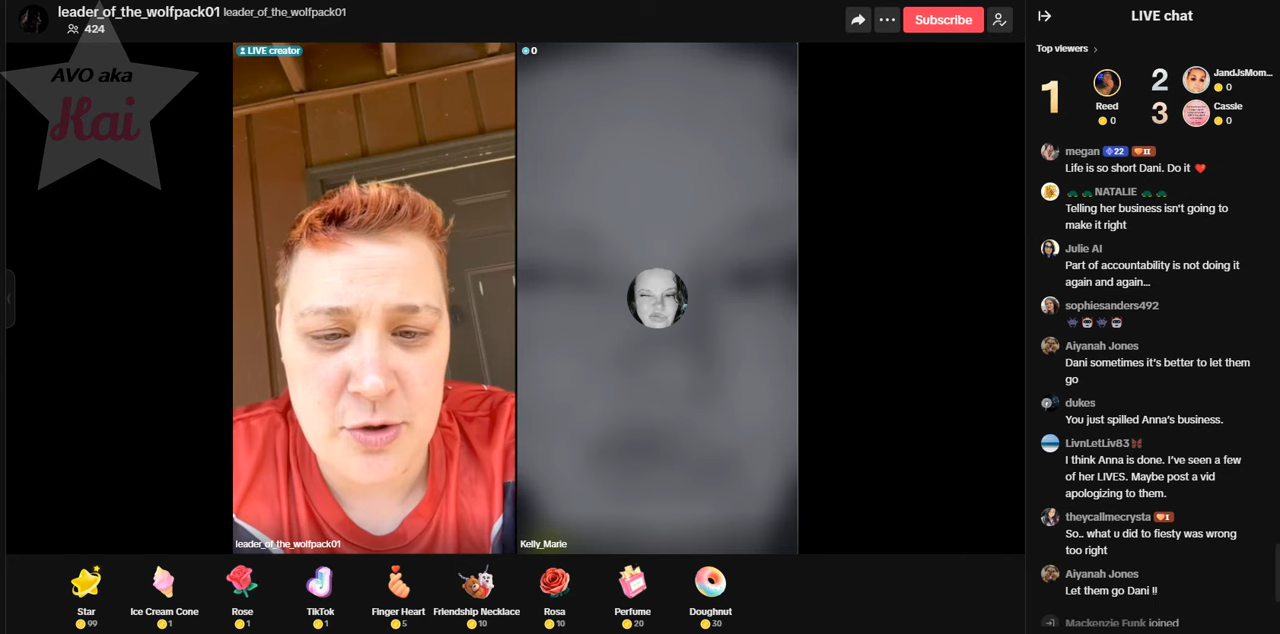 leader_of_the_wolfpack01 leader_of_the_wolfpack01
424
Subscribe
AVO aka
Kai
LIVE creator
0
leader_of_the_wolfpack01
Kelly_Marie
Star
99
Ice Cream Cone
1
Rose
1
TikTok
1
Finger Heart
5
Friendship Necklace
10
Rosa
10
Perfume
20
Doughnut
30
LIVE chat
Top viewers
1
Reed
0
2
JandJsMom...
0
3
Cassie
0
megan 22 II
Life is so short Dani. Do it ❤️
NATALIE
Telling her business isn't going to
make it right
Julie Al
Part of accountability is not doing it
again and again...
sophiesanders492
Aiyanah Jones
Dani sometimes it's better to let them
go
dukes
You just spilled Anna's business.
LivnLetLiv83
I think Anna is done. I've seen a few
of her LIVES. Maybe post a vid
apologizing to them.
theycallmecrysta I
So.. what u did to fiesty was wrong
too right
Aiyanah Jones
Let them go Dani !!
Mackenzie Funk joined